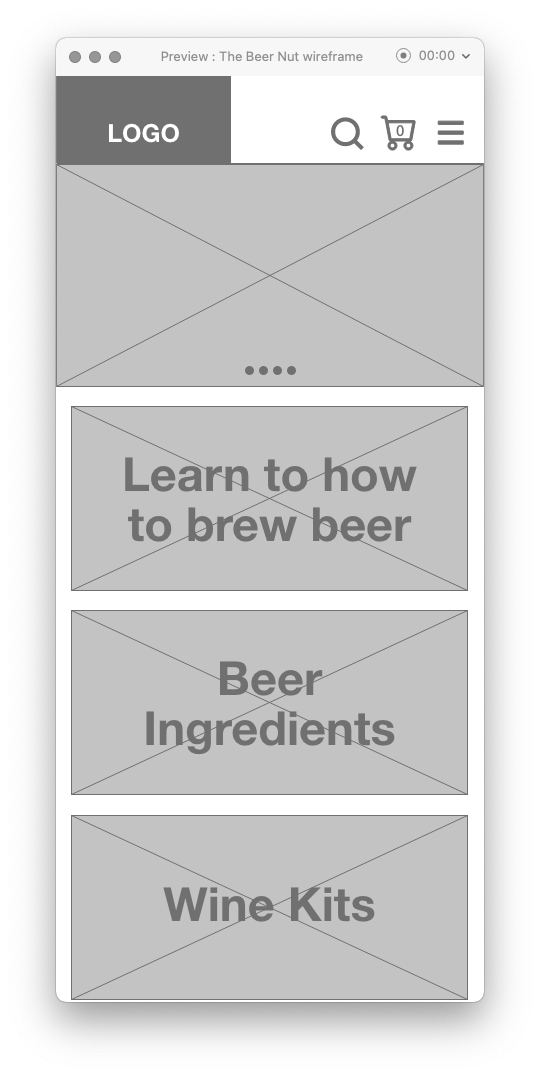 Preview : The Beer Nut wireframe
00:00
LOGO
0
Learn to how
to brew beer
Beer
Ingredients
Wine Kits